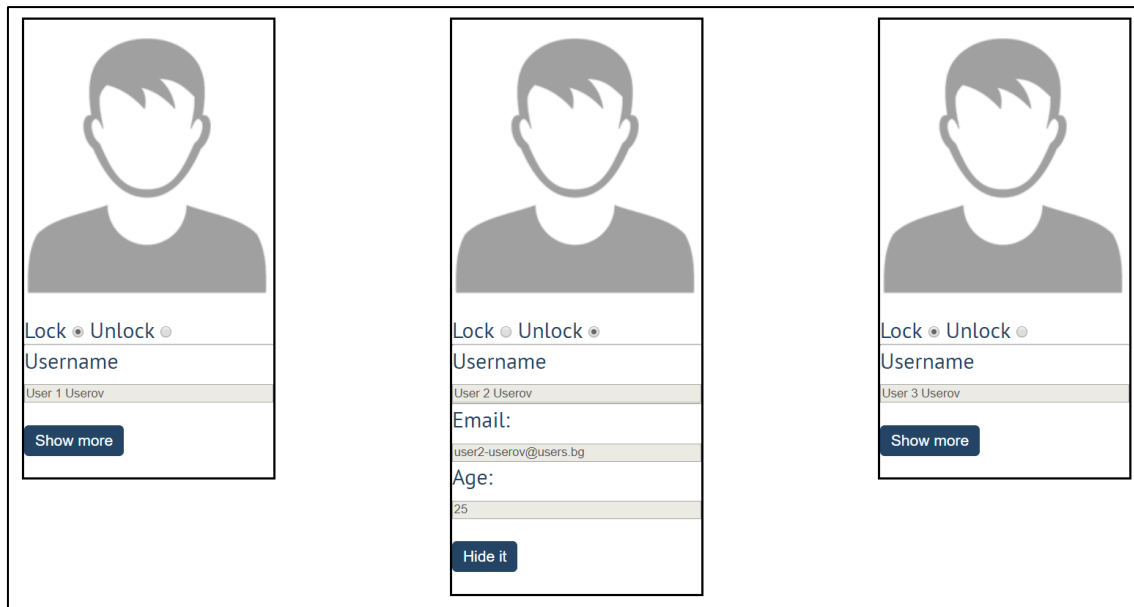 Lock Unlock
Username
User 1 Userov
Show more
Lock Unlock
Username
User 2 Userov
Email:
user2-userov@users.bg
Age:
25
Hide it
Lock Unlock
Username
User 3 Userov
Show more